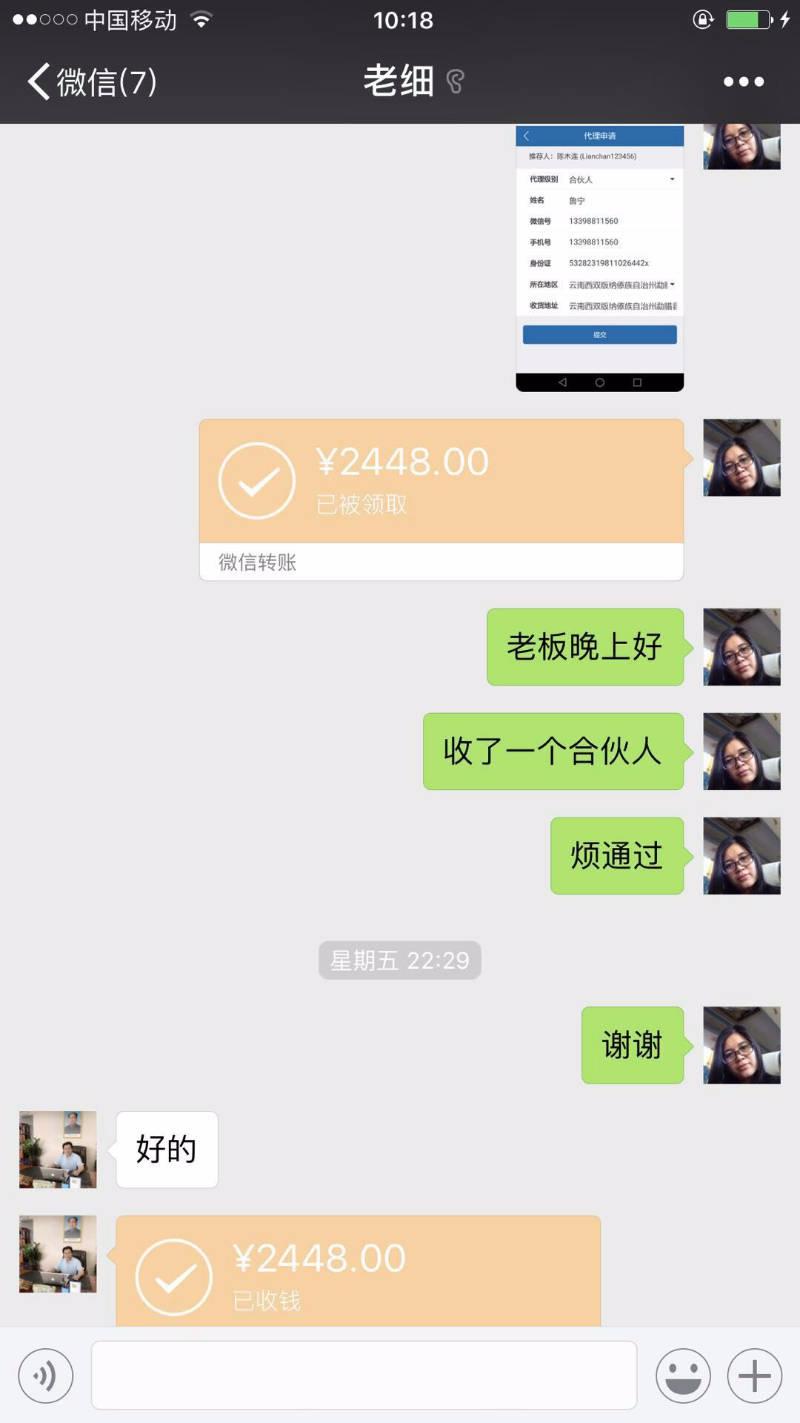 中国移动
10:18
微信(7)
老细
代理申请
推荐人：陈木连 (Lianchan123456)
代理级别 合伙人
姓名 鲁宁
微信号 13398811560
手机号 13398811560
身份证 53282319811026442x
所在地区 云南西双版纳傣族自治州勐
收货地址 云南西双版纳傣族自治州勐腊
提交
¥2448.00
已被领取
微信转账
老板晚上好
收了一个合伙人
烦通过
星期五 22:29
谢谢
好的
¥2448.00
已收钱